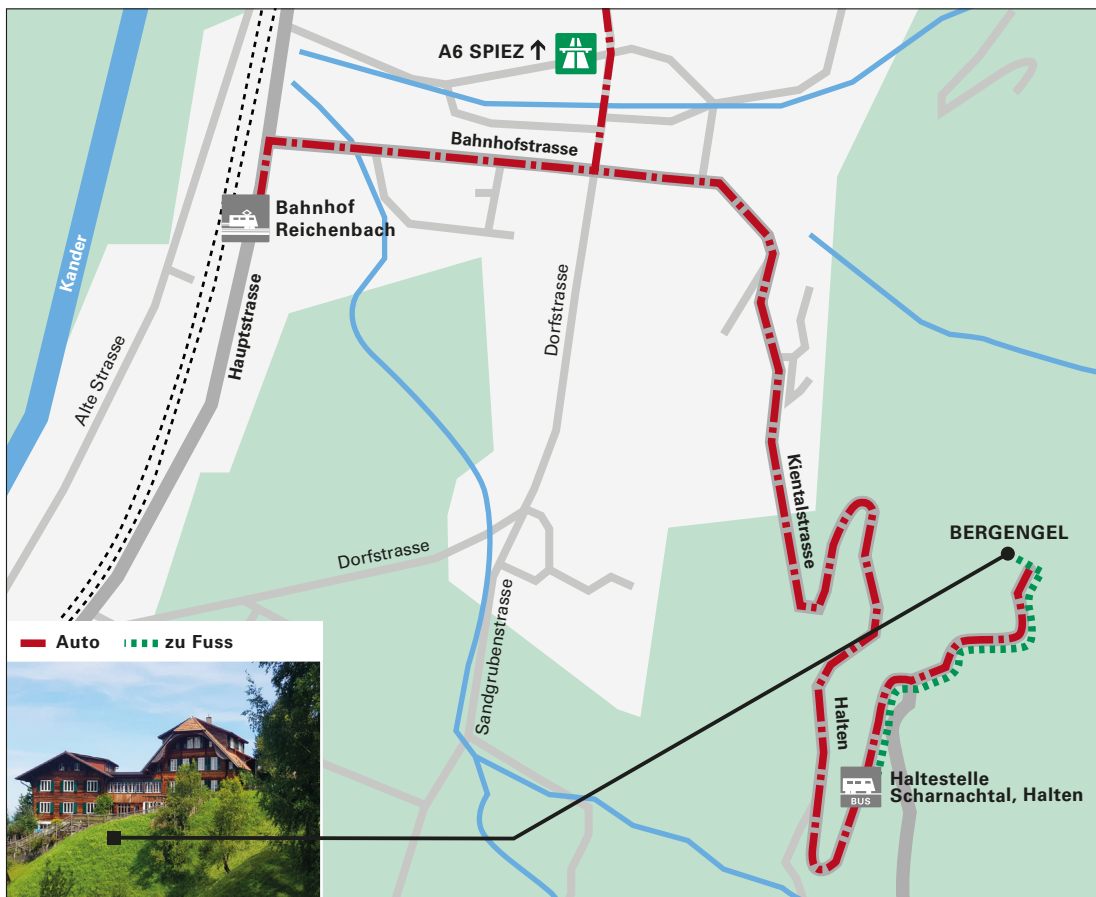 A6 SPIEZ ↑
Bahnhofstrasse
Bahnhof
Reichenbach
Kander
Hauptstrasse
Alte Strasse
Dorfstrasse
Kientalstrasse
Dorfstrasse
BERGENGEL
Sandgrubenstrasse
Auto
zu Fuss
Halten
Haltestelle
Scharnachtal, Halten
BUS